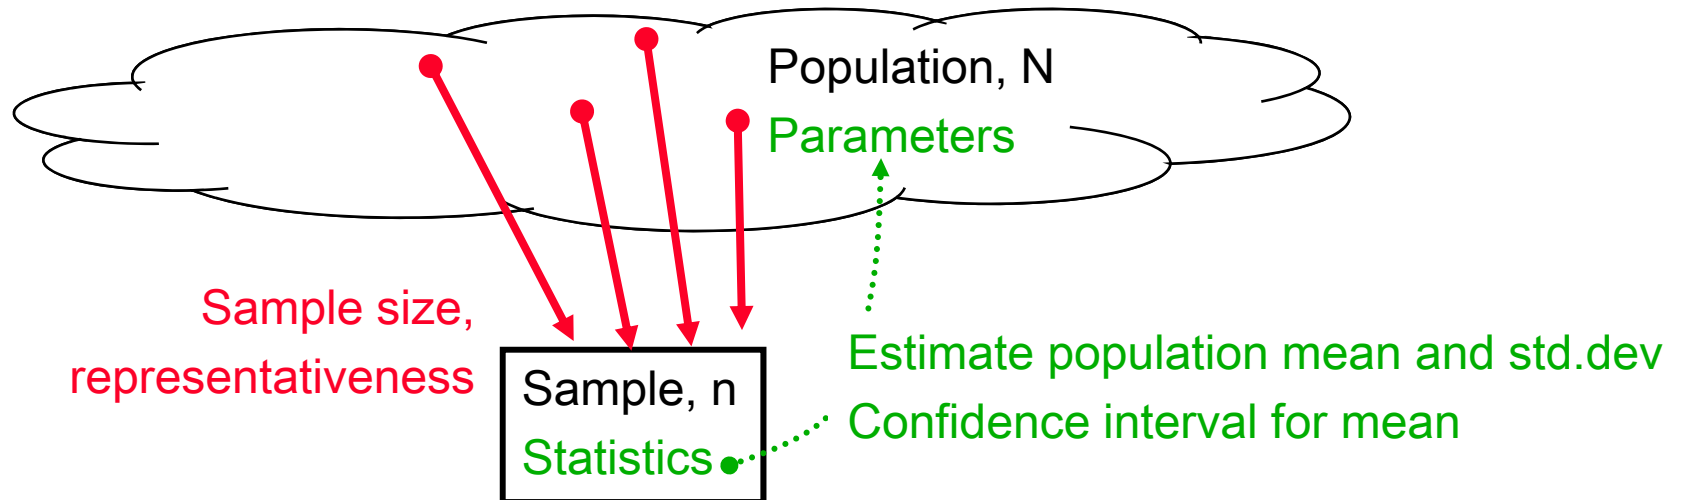 Population, N
Parameters
Sample size,
representativeness
Sample, n
Statistics
Estimate population mean and std.dev
Confidence interval for mean